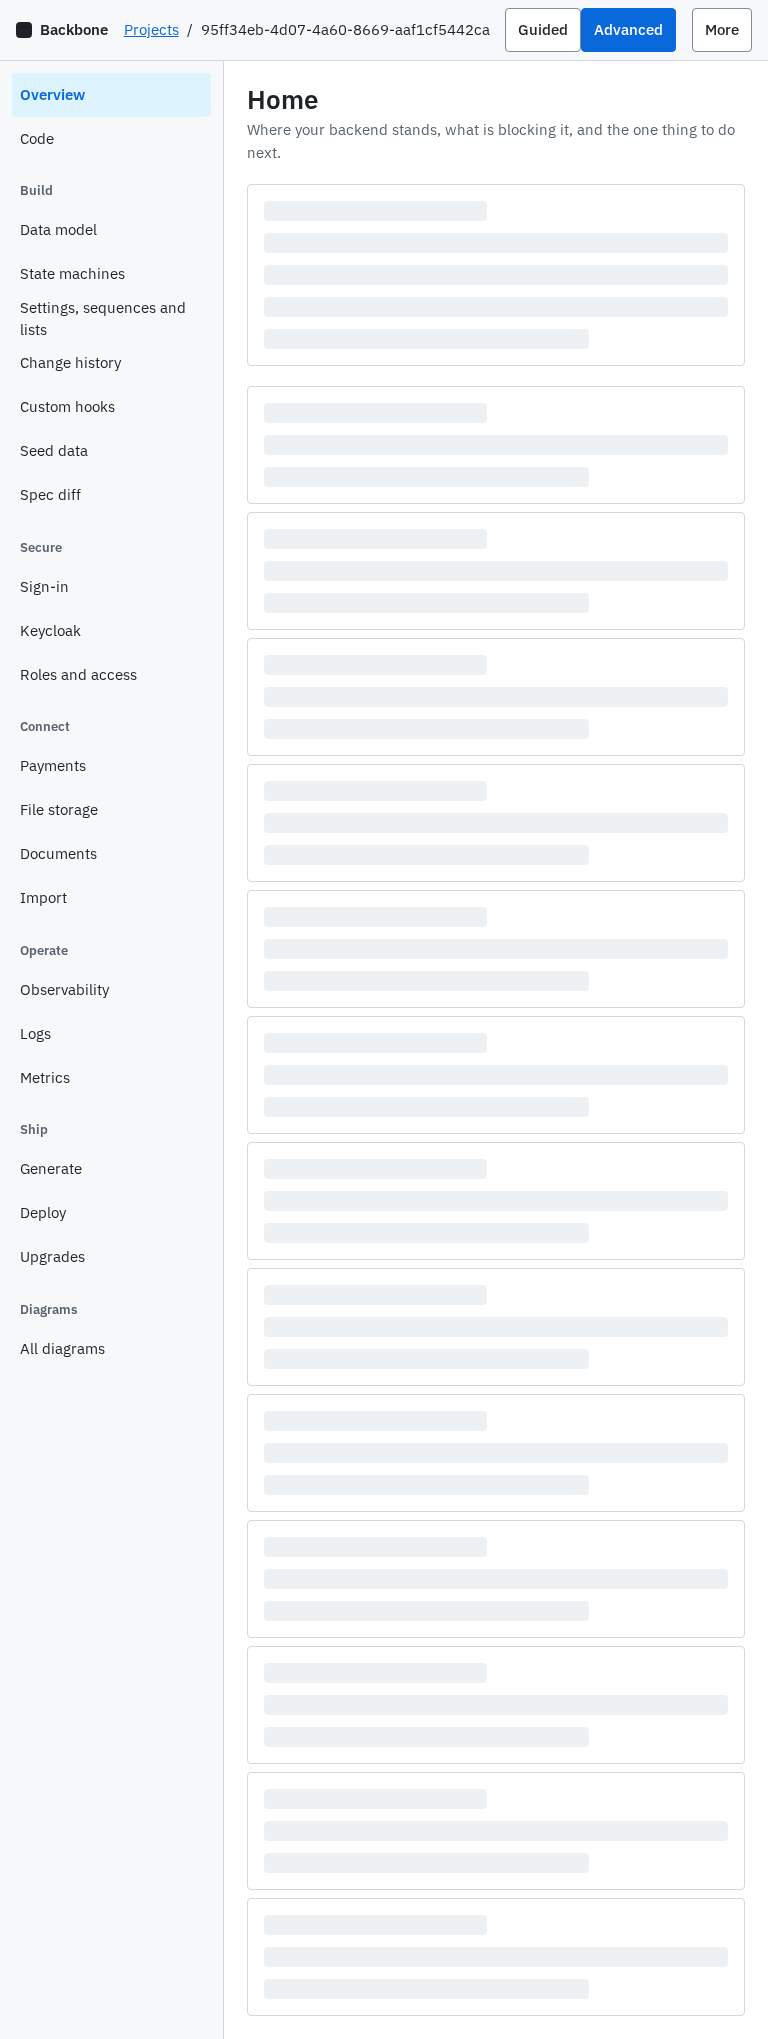 Backbone Projects / 95ff34eb-4d07-4a60-8669-aaf1cf5442ca Guided Advanced More
Overview
Code
Build
Data model
State machines
Settings, sequences and
lists
Change history
Custom hooks
Seed data
Spec diff
Secure
Sign-in
Keycloak
Roles and access
Connect
Payments
File storage
Documents
Import
Operate
Observability
Logs
Metrics
Ship
Generate
Deploy
Upgrades
Diagrams
All diagrams
Home
Where your backend stands, what is blocking it, and the one thing to do
next.